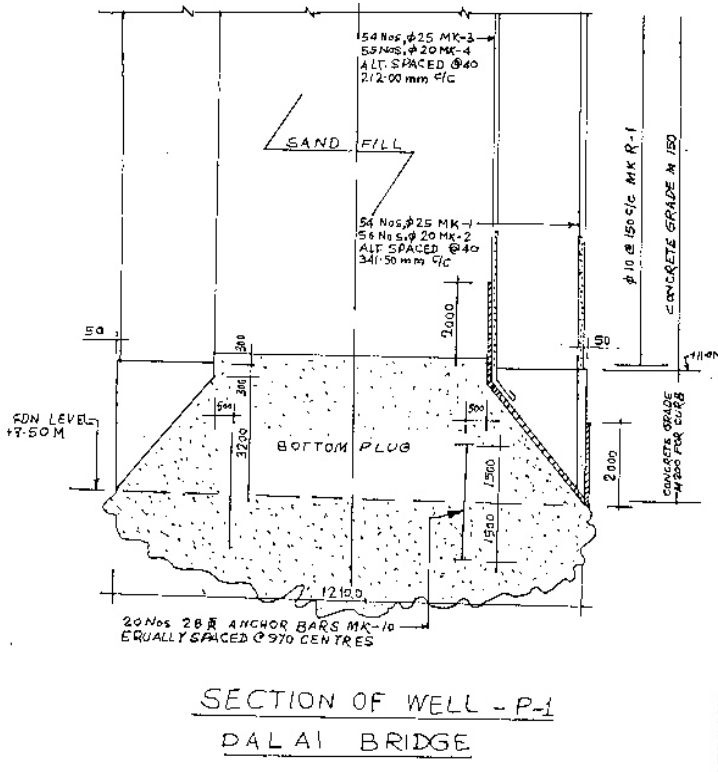 54 Nos, φ25 MK-3
55 Nos, φ20 MK-4
ALT. SPACED @40
212.00 mm c/c
SAND FILL
54 Nos, φ25 MK-1
56 Nos, φ20 MK-2
ALT SPACED @40
341.50 mm c/c
φ10 @ 150 c/c MK R-1
CONCRETE GRADE M 150
2000
50
300
50
300
500
500
FDN LEVEL
+7.50 M
3200
BOTTOM PLUG
1500
2000
CONCRETE GRADE
M200 FOR CURB
1500
12100
20 Nos 28 ANCHOR BARS MK-10
EQUALLY SPACED @ 970 CENTRES
SECTION OF WELL - P-1
DALAI BRIDGE